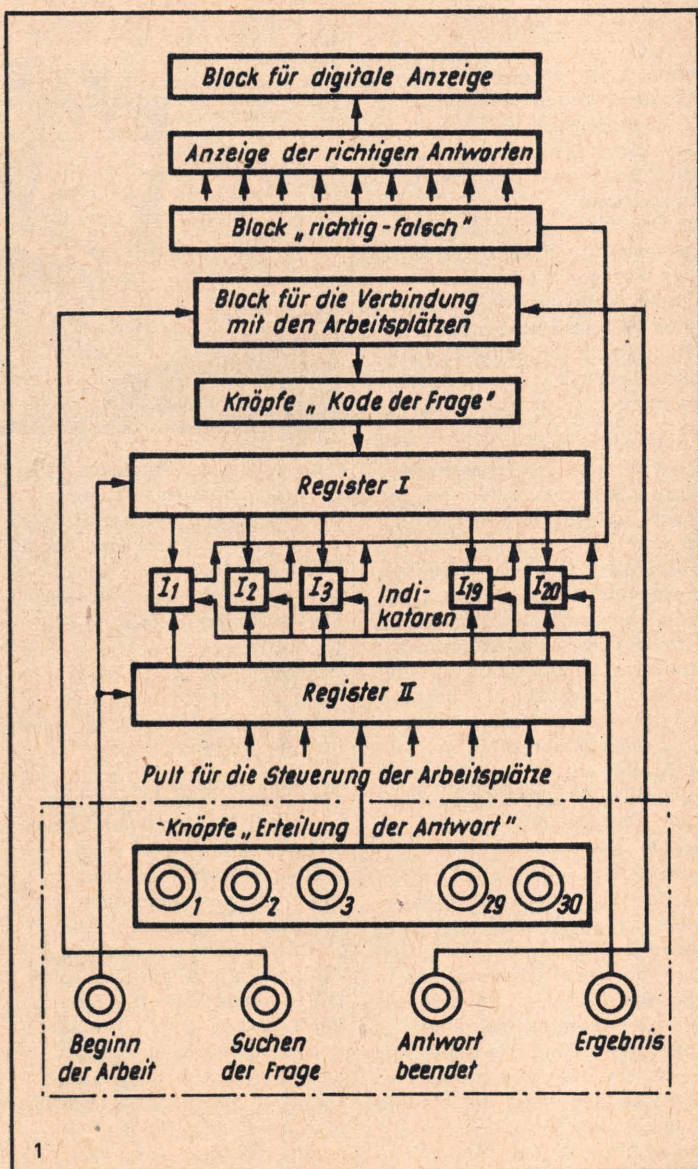 Block für digitale Anzeige
Anzeige der richtigen Antworten
Block „richtig-falsch"
Block für die Verbindung
mit den Arbeitsplätzen
Knöpfe „Kode der Frage"
Register I
I1 I2 I3 Indi-
katoren I19 I20
Register II
Pult für die Steuerung der Arbeitsplätze
Knöpfe „Erteilung der Antwort"
1 2 3 29 30
Beginn
der Arbeit
Suchen
der Frage
Antwort
beendet
Ergebnis
1